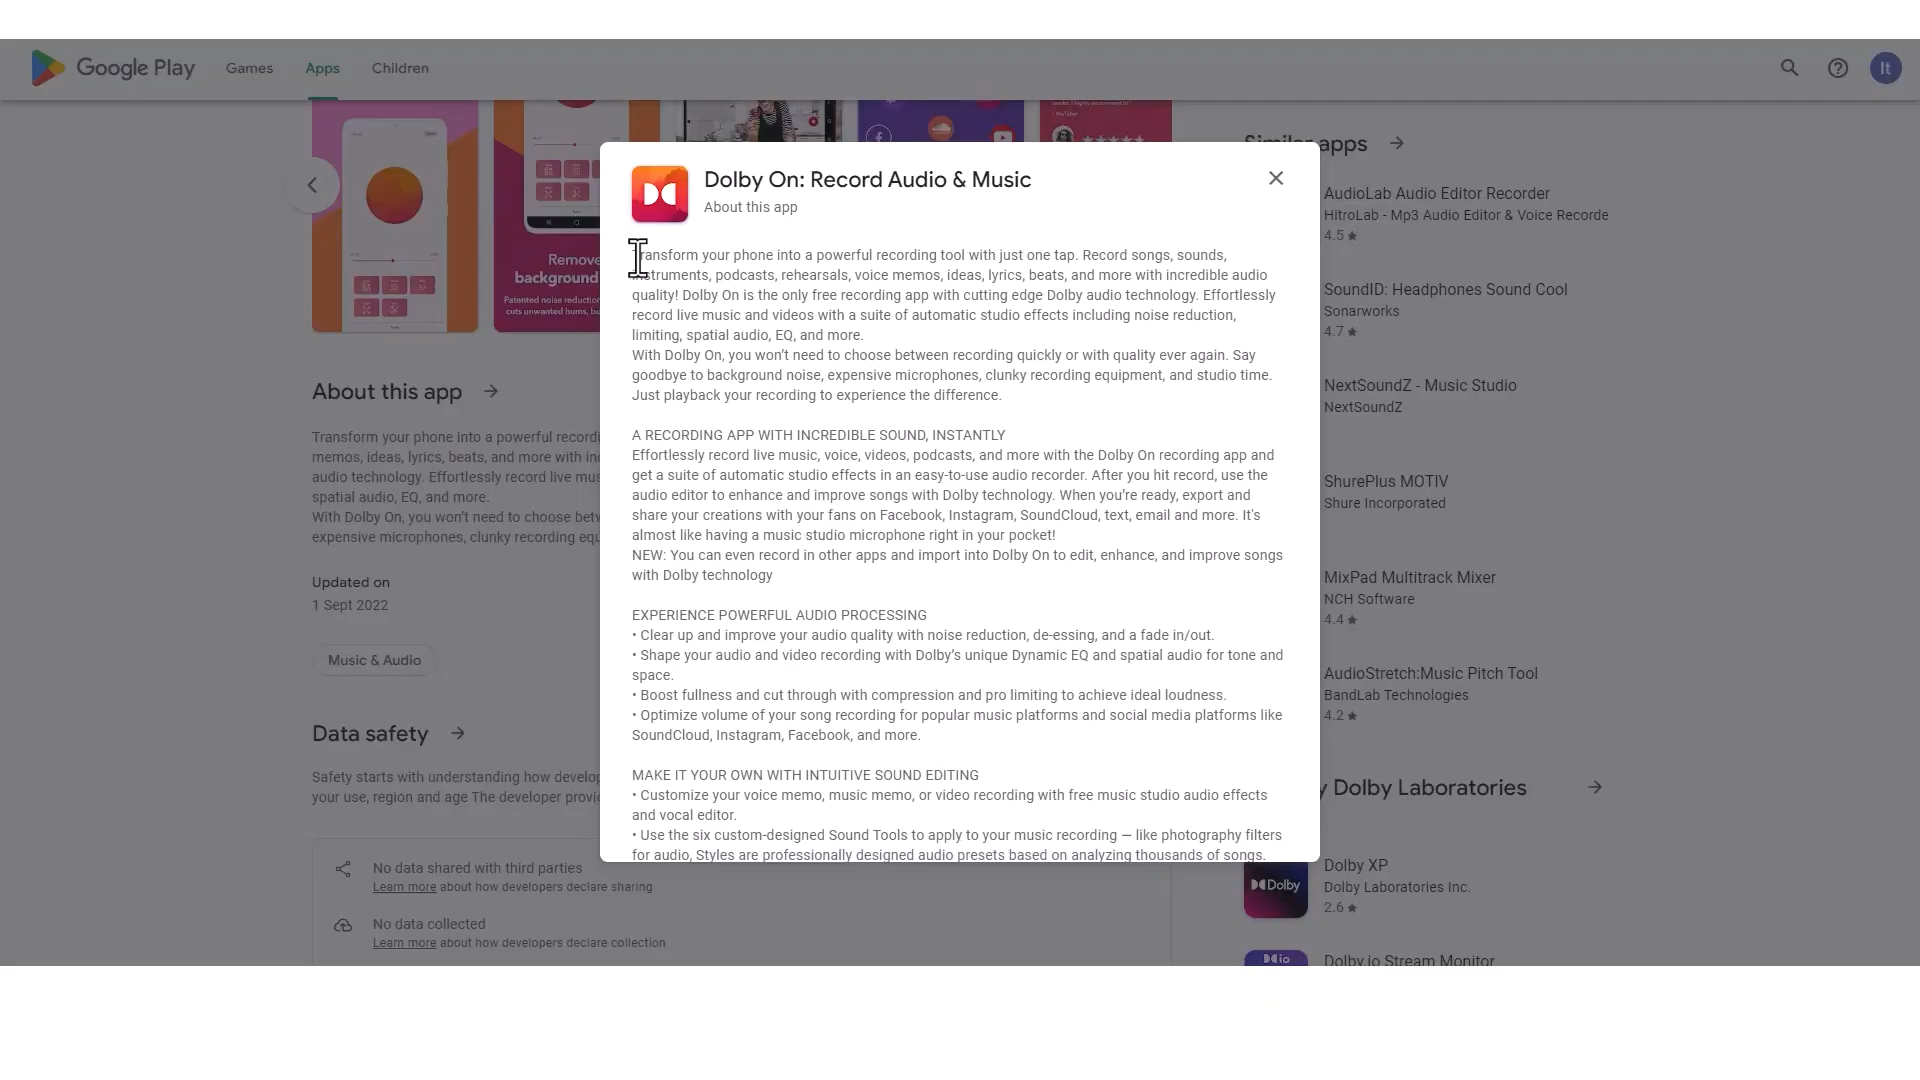 Google Play
Games
Apps
Children
It
Remove
background
Patented noise reductio
cuts unwanted hums, bu
About this app
Transform your phone into a powerful recordi
memos, ideas, lyrics, beats, and more with in
audio technology. Effortlessly record live mus
spatial audio, EQ, and more.
With Dolby On, you won't need to choose betv
expensive microphones, clunky recording equ
Updated on
1 Sept 2022
Music & Audio
Data safety
Safety starts with understanding how develop
your use, region and age The developer provid
No data shared with third parties
Learn more about how developers declare sharing
No data collected
Learn more about how developers declare collection
Dolby On: Record Audio & Music
About this app
Transform your phone into a powerful recording tool with just one tap. Record songs, sounds,
instruments, podcasts, rehearsals, voice memos, ideas, lyrics, beats, and more with incredible audio
quality! Dolby On is the only free recording app with cutting edge Dolby audio technology. Effortlessly
record live music and videos with a suite of automatic studio effects including noise reduction,
limiting, spatial audio, EQ, and more.
With Dolby On, you won’t need to choose between recording quickly or with quality ever again. Say
goodbye to background noise, expensive microphones, clunky recording equipment, and studio time.
Just playback your recording to experience the difference.
A RECORDING APP WITH INCREDIBLE SOUND, INSTANTLY
Effortlessly record live music, voice, videos, podcasts, and more with the Dolby On recording app and
get a suite of automatic studio effects in an easy-to-use audio recorder. After you hit record, use the
audio editor to enhance and improve songs with Dolby technology. When you’re ready, export and
share your creations with your fans on Facebook, Instagram, SoundCloud, text, email and more. It's
almost like having a music studio microphone right in your pocket!
NEW: You can even record in other apps and import into Dolby On to edit, enhance, and improve songs
with Dolby technology
EXPERIENCE POWERFUL AUDIO PROCESSING
• Clear up and improve your audio quality with noise reduction, de-essing, and a fade in/out.
• Shape your audio and video recording with Dolby’s unique Dynamic EQ and spatial audio for tone and
space.
• Boost fullness and cut through with compression and pro limiting to achieve ideal loudness.
• Optimize volume of your song recording for popular music platforms and social media platforms like
SoundCloud, Instagram, Facebook, and more.
MAKE IT YOUR OWN WITH INTUITIVE SOUND EDITING
• Customize your voice memo, music memo, or video recording with free music studio audio effects
and vocal editor.
• Use the six custom-designed Sound Tools to apply to your music recording — like photography filters
for audio, Styles are professionally designed audio presets based on analyzing thousands of songs.
Similar apps
AudioLab Audio Editor Recorder
HitroLab - Mp3 Audio Editor & Voice Recorde
4.5
SoundID: Headphones Sound Cool
Sonarworks
4.7
NextSoundZ - Music Studio
NextSoundZ
ShurePlus MOTIV
Shure Incorporated
MixPad Multitrack Mixer
NCH Software
4.4
AudioStretch:Music Pitch Tool
BandLab Technologies
4.2
y Dolby Laboratories
Dolby
Dolby XP
Dolby Laboratories Inc.
2.6
io
Dolby.io Stream Monitor